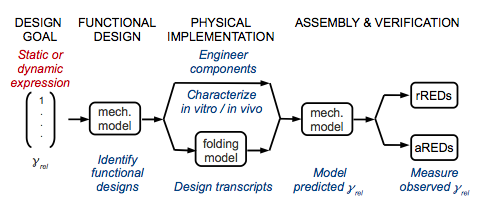 DESIGN GOAL
FUNCTIONAL DESIGN
PHYSICAL IMPLEMENTATION
ASSEMBLY & VERIFICATION
Static or dynamic expression
1
.
.
.
.
γrel
mech. model
Identify functional designs
Engineer components
Characterize in vitro / in vivo
folding model
Design transcripts
mech. model
Model predicted γrel
rREDs
aREDs
Measure observed γrel